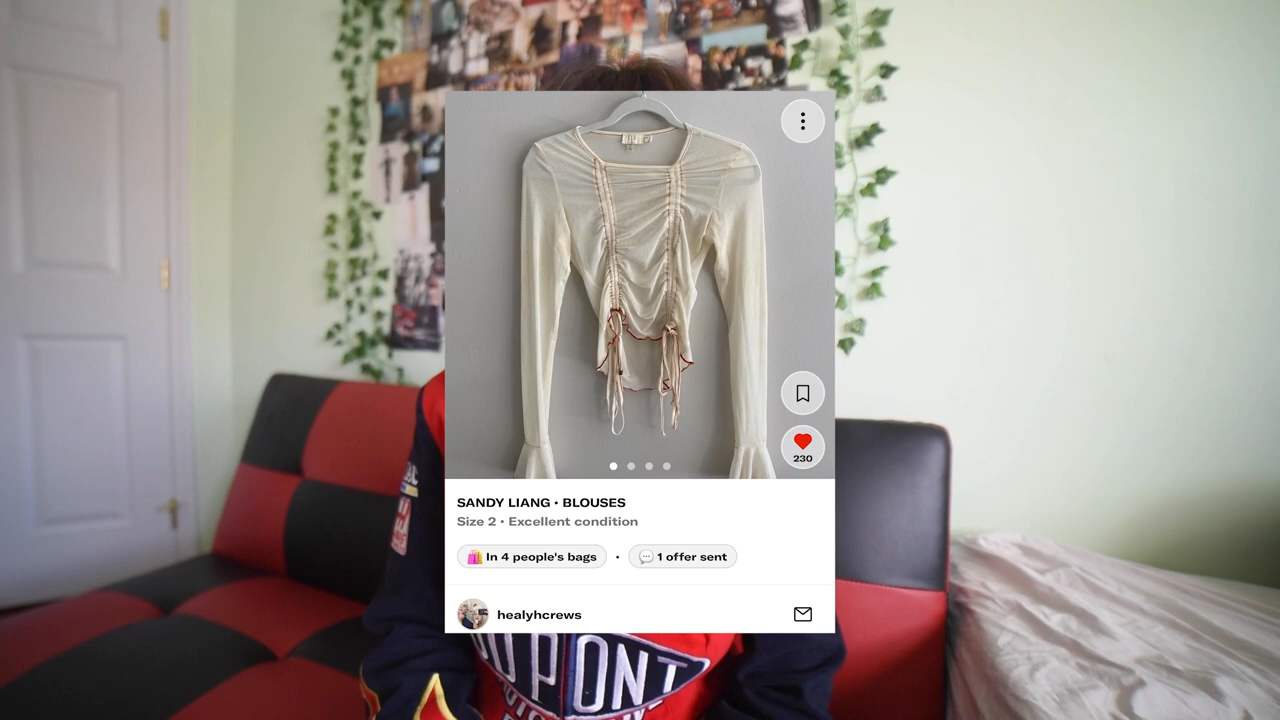 230
SANDY LIANG • BLOUSES
Size 2 • Excellent condition
🛍️ In 4 people's bags • 💬 1 offer sent
healyhcrews
DUPONT